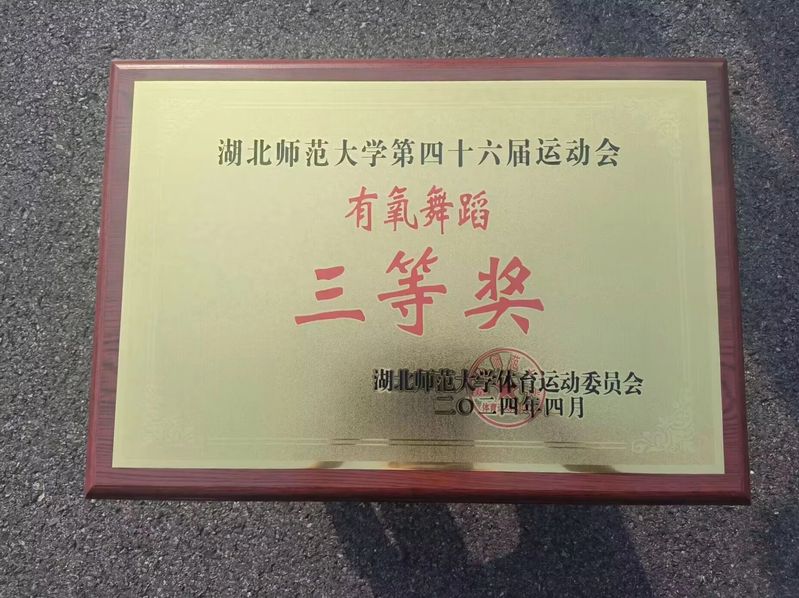 湖北师范大学第四十六届运动会
有氧舞蹈
三等奖
湖北师范大学体育运动委员会
二〇二四年四月